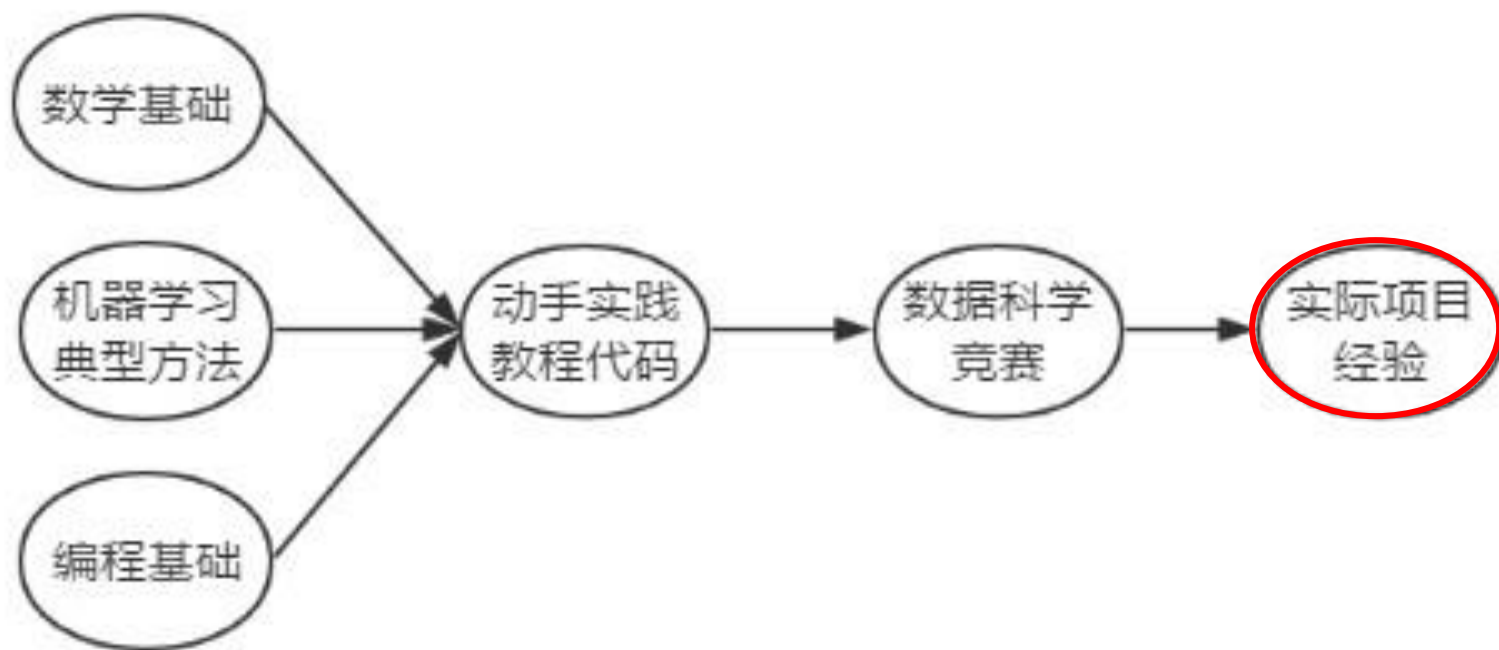 数学基础
机器学习
典型方法
编程基础
动手实践
教程代码
数据科学
竞赛
实际项目
经验